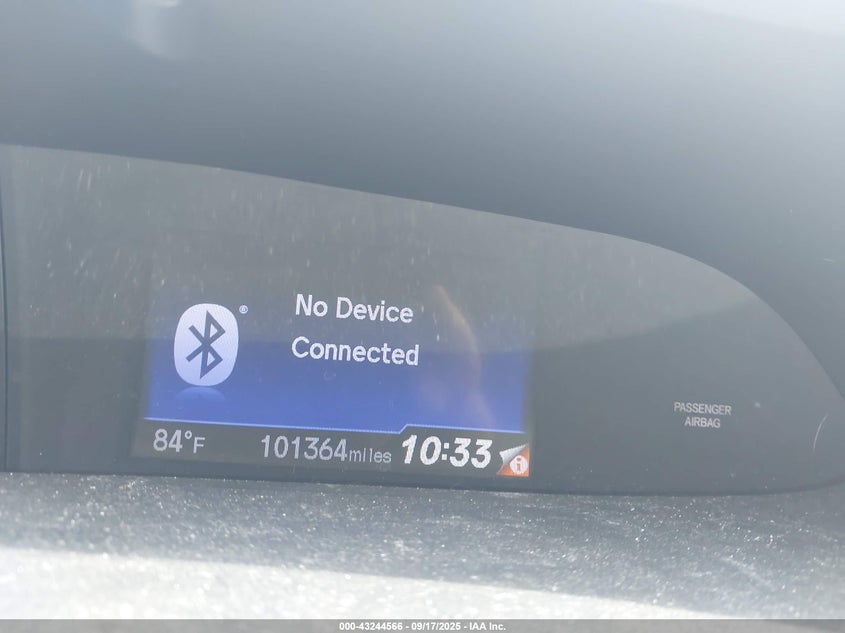 ®
No Device
Connected
84°F 101364miles 10:33 i
PASSENGER
AIRBAG
000-43244566 - 09/17/2025 - IAA Inc.